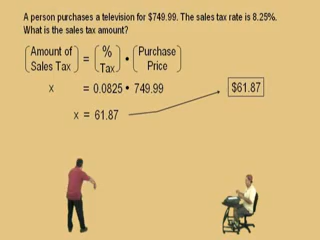 A person purchases a television for $749.99. The sales tax rate is 8.25%.
What is the sales tax amount?
Amount of Sales Tax = % Tax • Purchase Price
x = 0.0825 • 749.99
x = 61.87
$61.87